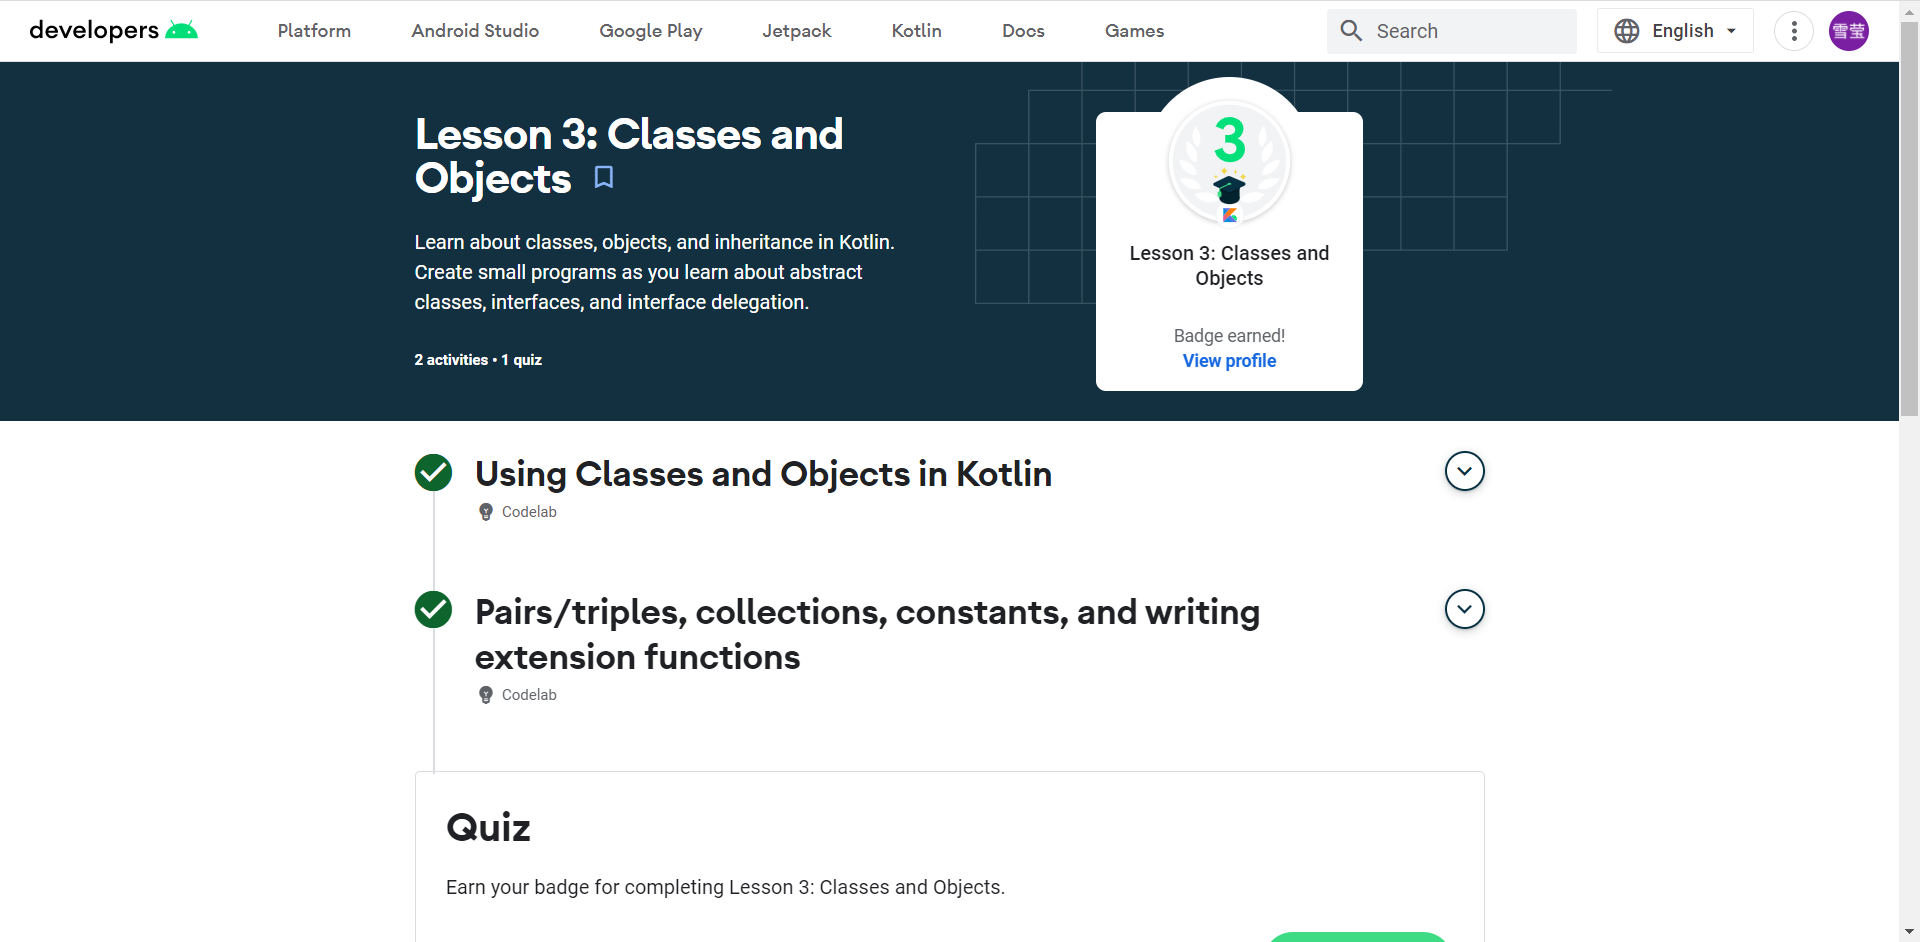 developers
Platform
Android Studio
Google Play
Jetpack
Kotlin
Docs
Games
Search
English
雪莹
Lesson 3: Classes and
Objects
Learn about classes, objects, and inheritance in Kotlin.
Create small programs as you learn about abstract
classes, interfaces, and interface delegation.
2 activities • 1 quiz
3
Lesson 3: Classes and
Objects
Badge earned!
View profile
Using Classes and Objects in Kotlin
Codelab
Pairs/triples, collections, constants, and writing
extension functions
Codelab
Quiz
Earn your badge for completing Lesson 3: Classes and Objects.